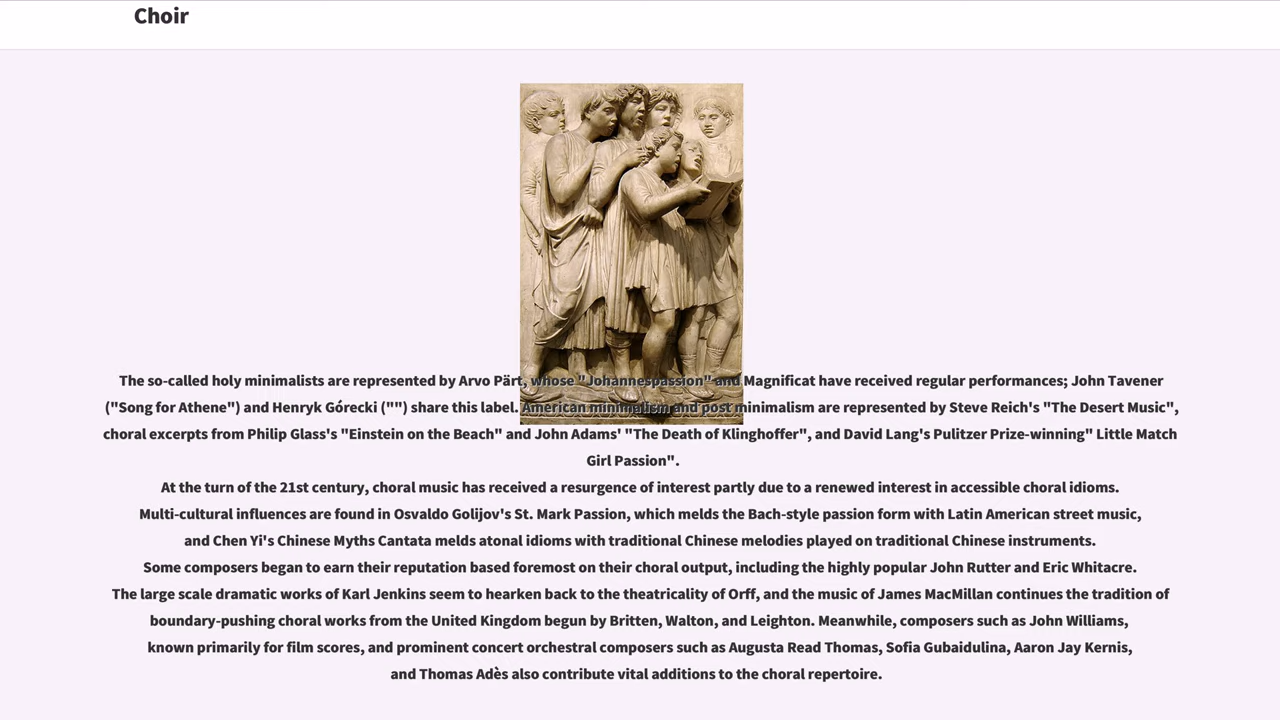 Choir
The so-called holy minimalists are represented by Arvo Pärt, whose "Johannespassion" and Magnificat have received regular performances; John Tavener
("Song for Athene") and Henryk Górecki ("") share this label. American minimalism and post minimalism are represented by Steve Reich's "The Desert Music",
choral excerpts from Philip Glass's "Einstein on the Beach" and John Adams' "The Death of Klinghoffer", and David Lang's Pulitzer Prize-winning" Little Match
Girl Passion".
At the turn of the 21st century, choral music has received a resurgence of interest partly due to a renewed interest in accessible choral idioms.
Multi-cultural influences are found in Osvaldo Golijov's St. Mark Passion, which melds the Bach-style passion form with Latin American street music,
and Chen Yi's Chinese Myths Cantata melds atonal idioms with traditional Chinese melodies played on traditional Chinese instruments.
Some composers began to earn their reputation based foremost on their choral output, including the highly popular John Rutter and Eric Whitacre.
The large scale dramatic works of Karl Jenkins seem to hearken back to the theatricality of Orff, and the music of James MacMillan continues the tradition of
boundary-pushing choral works from the United Kingdom begun by Britten, Walton, and Leighton. Meanwhile, composers such as John Williams,
known primarily for film scores, and prominent concert orchestral composers such as Augusta Read Thomas, Sofia Gubaidulina, Aaron Jay Kernis,
and Thomas Adès also contribute vital additions to the choral repertoire.